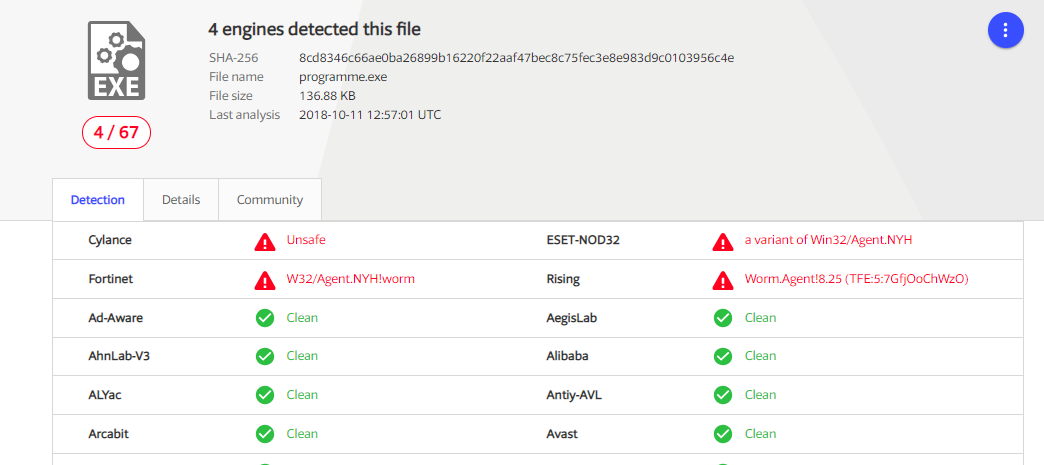 4 engines detected this file
SHA-256 8cd8346c66ae0ba26899b16220f22aaf47bec8c75fec3e8e983d9c0103956c4e
File name programme.exe
File size 136.88 KB
Last analysis 2018-10-11 12:57:01 UTC
EXE
4 / 67
Detection Details Community
Cylance Unsafe ESET-NOD32 a variant of Win32/Agent.NYH
Fortinet W32/Agent.NYH!worm Rising Worm.Agent!8.25 (TFE:5:7GfjOoChWzO)
Ad-Aware Clean AegisLab Clean
AhnLab-V3 Clean Alibaba Clean
ALYac Clean Antiy-AVL Clean
Arcabit Clean Avast Clean